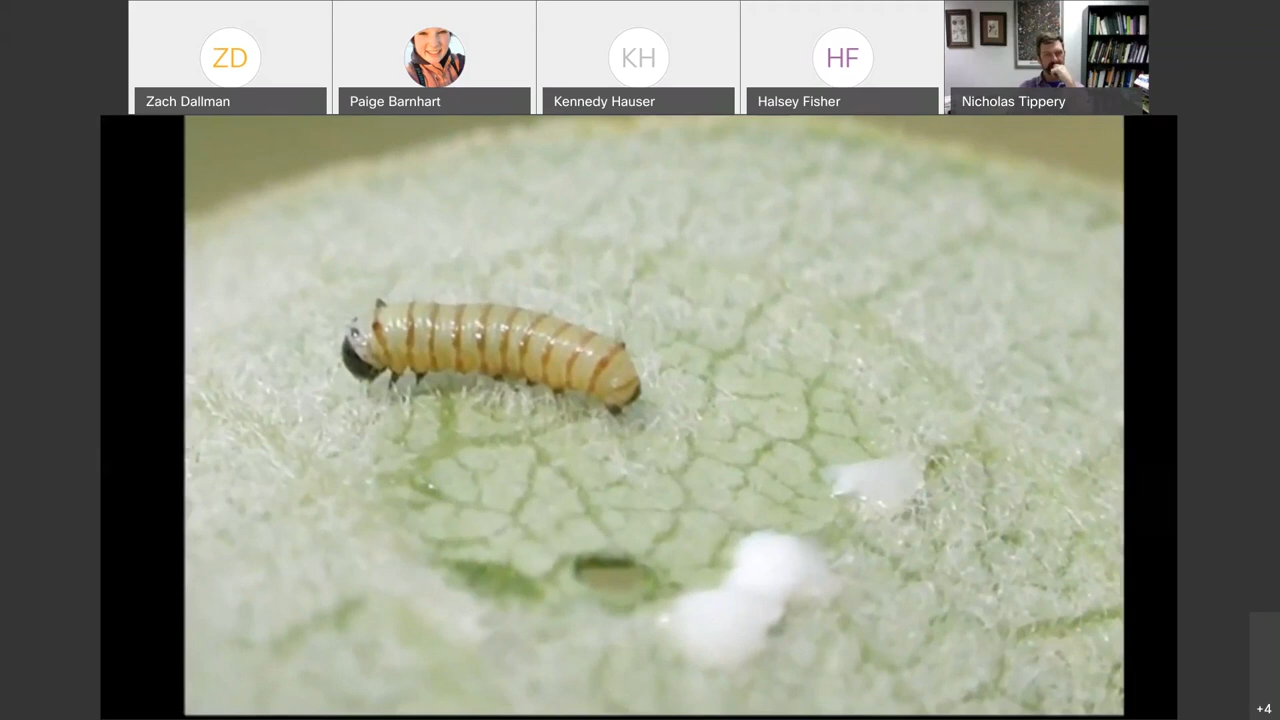 ZD
KH
HF
Zach Dallman
Paige Barnhart
Kennedy Hauser
Halsey Fisher
Nicholas Tippery
+4